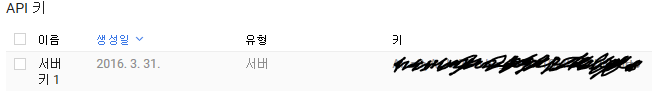 API 키
이름 생성일 유형 키
서버 2016. 3. 31. 서버
키 1